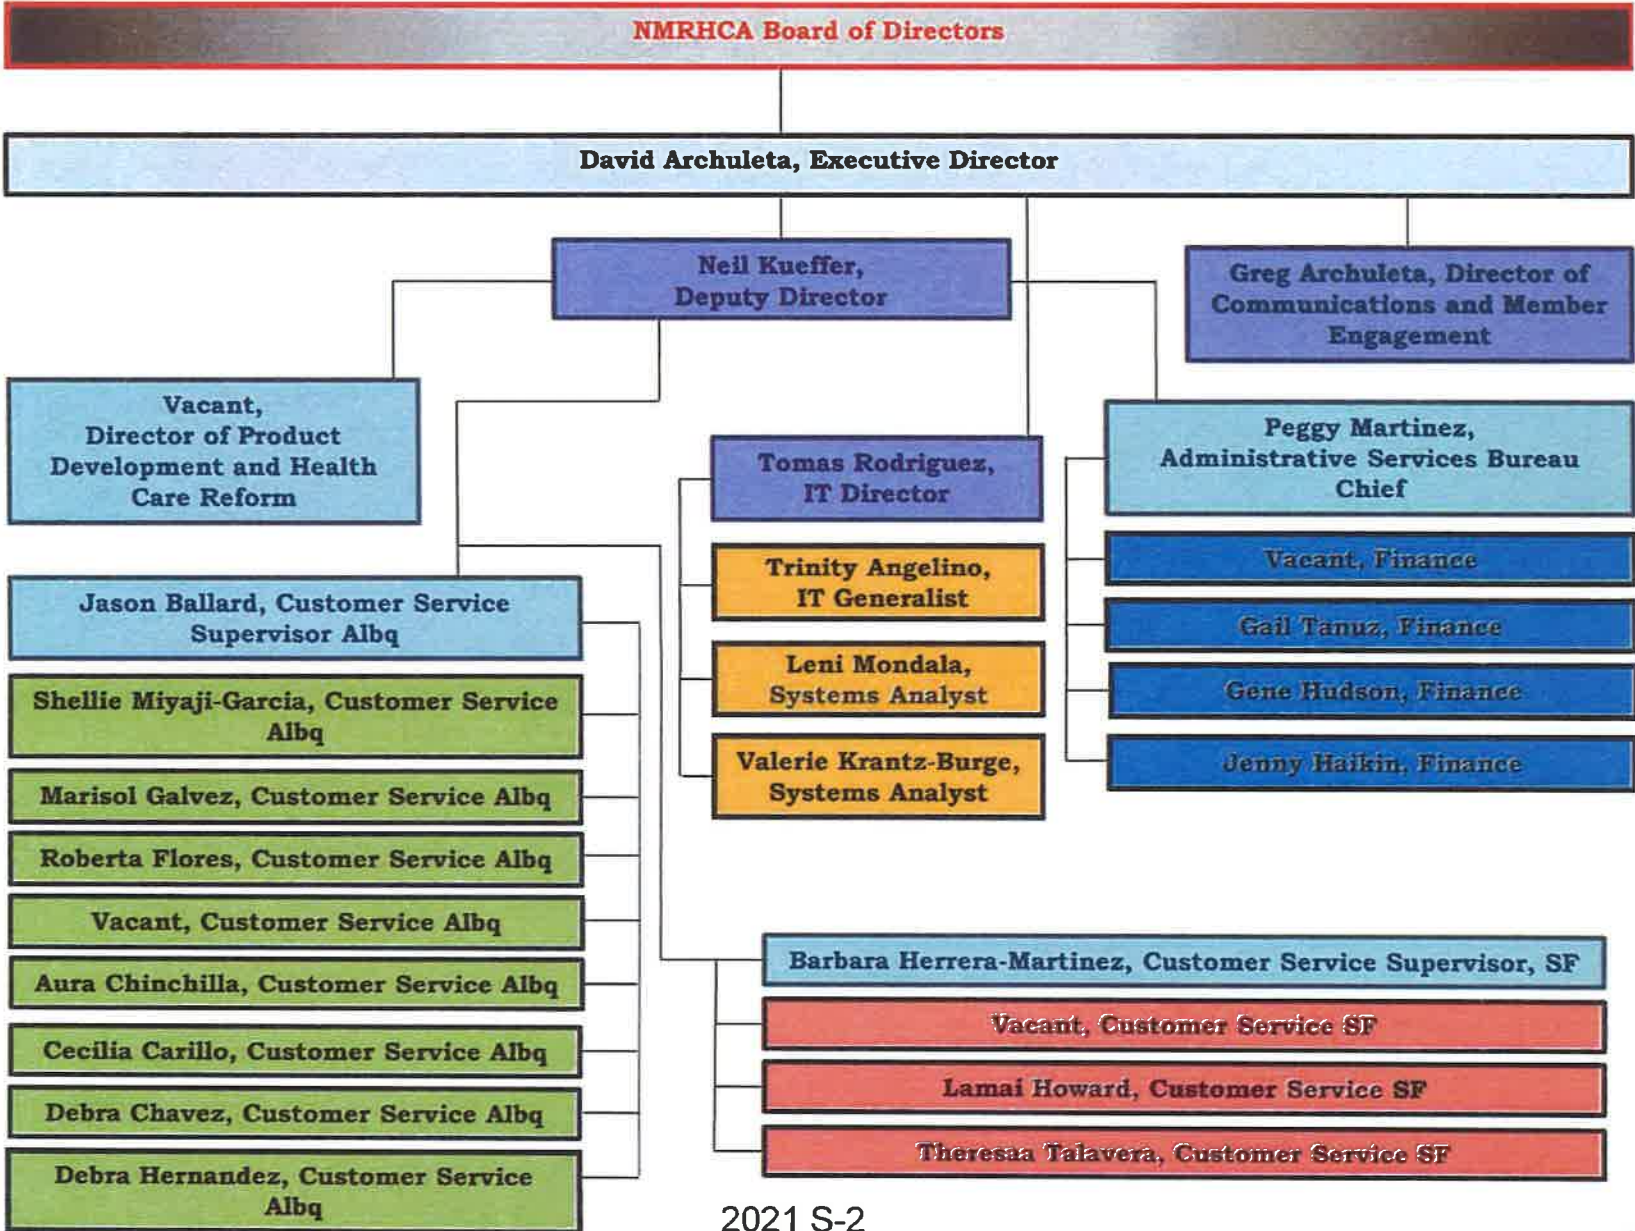 NMRHCA Board of Directors
David Archuleta, Executive Director
Neil Kueffer,
Deputy Director
Greg Archuleta, Director of
Communications and Member
Engagement
Vacant,
Director of Product
Development and Health
Care Reform
Tomas Rodriguez,
IT Director
Peggy Martinez,
Administrative Services Bureau
Chief
Trinity Angelino,
IT Generalist
Leni Mondala,
Systems Analyst
Valerie Krantz-Burge,
Systems Analyst
Vacant, Finance
Gail Tanuz, Finance
Gene Hudson, Finance
Jenny Haikin, Finance
Jason Ballard, Customer Service
Supervisor Albq
Shellie Miyaji-Garcia, Customer Service
Albq
Marisol Galvez, Customer Service Albq
Roberta Flores, Customer Service Albq
Vacant, Customer Service Albq
Aura Chinchilla, Customer Service Albq
Cecilia Carillo, Customer Service Albq
Debra Chavez, Customer Service Albq
Debra Hernandez, Customer Service
Albq
Barbara Herrera-Martinez, Customer Service Supervisor, SF
Vacant, Customer Service SF
Lamai Howard, Customer Service SF
Theresaa Talavera, Customer Service SF
2021 S-2